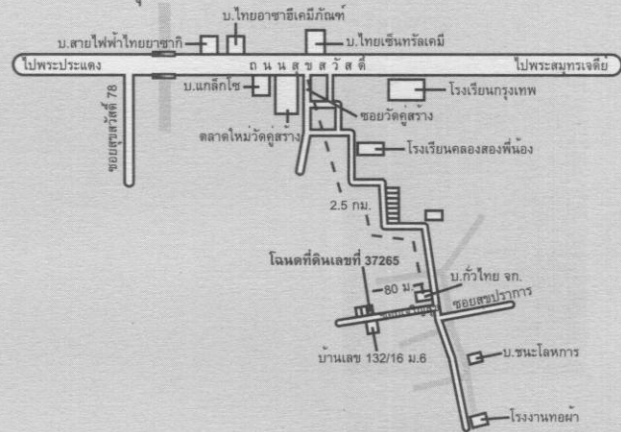 บ.ไทยอาซาฮีเคมีภัณฑ์
บ.สายไฟฟ้าไทยยาซากิ
บ.ไทยเซ็นทรัลเคมี
ไปพระประแดง
ถนนสุขสวัสดิ์
ไปพระสมุทรเจดีย์
บ.แกล็กโซ
โรงเรียนกรุงเทพ
ซอยวัดคู่สร้าง
ซอยสุขสวัสดิ์ 78
ตลาดใหม่วัดคู่สร้าง
โรงเรียนคลองสองพี่น้อง
2.5 กม.
โฉนดที่ดินเลขที่ 37265
80 ม.
บ.กั่วไทย จก.
ซอยสุขปราการ
บ้านเลข 132/16 ม.6
บ.ชนะโลหการ
โรงงานทอผ้า